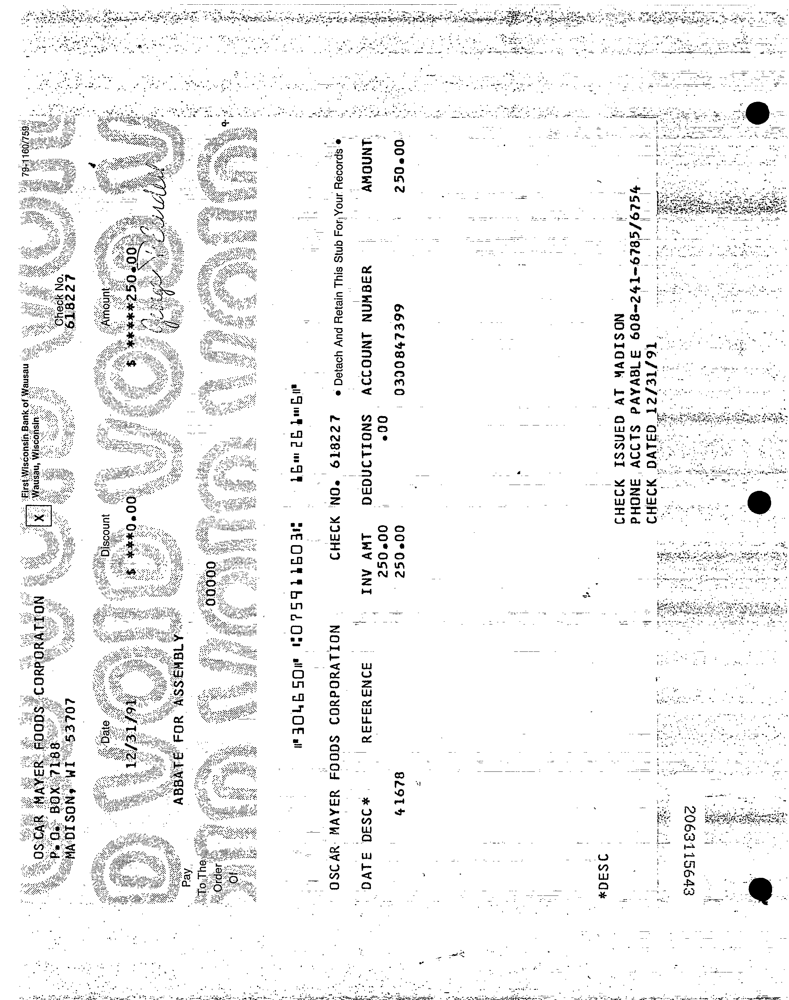 OSCAR MAYER FOODS CORPORATION
P.O. BOX 7188
MADISON, WI 53707
X
First Wisconsin Bank of Wausau
Wausau, Wisconsin
79-1160/759
Check No.
618227
Date
12/31/91
Discount
$ ***0.00
Amount
$ *****250.00
Pay
To The
Order
Of
ABBATE FOR ASSEMBLY
00000
VOID
⑈304650⑈ ⑆075911603⑆ 16⑉261⑉6⑈
OSCAR MAYER FOODS CORPORATION CHECK NO. 618227 • Detach And Retain This Stub For Your Records •
DATE DESC* REFERENCE INV AMT DEDUCTIONS ACCOUNT NUMBER AMOUNT
250.00 .00
41678 250.00 0300847399 250.00
*DESC
CHECK ISSUED AT MADISON
PHONE ACCTS PAYABLE 608-241-6785/6754
CHECK DATED 12/31/91
2063115643